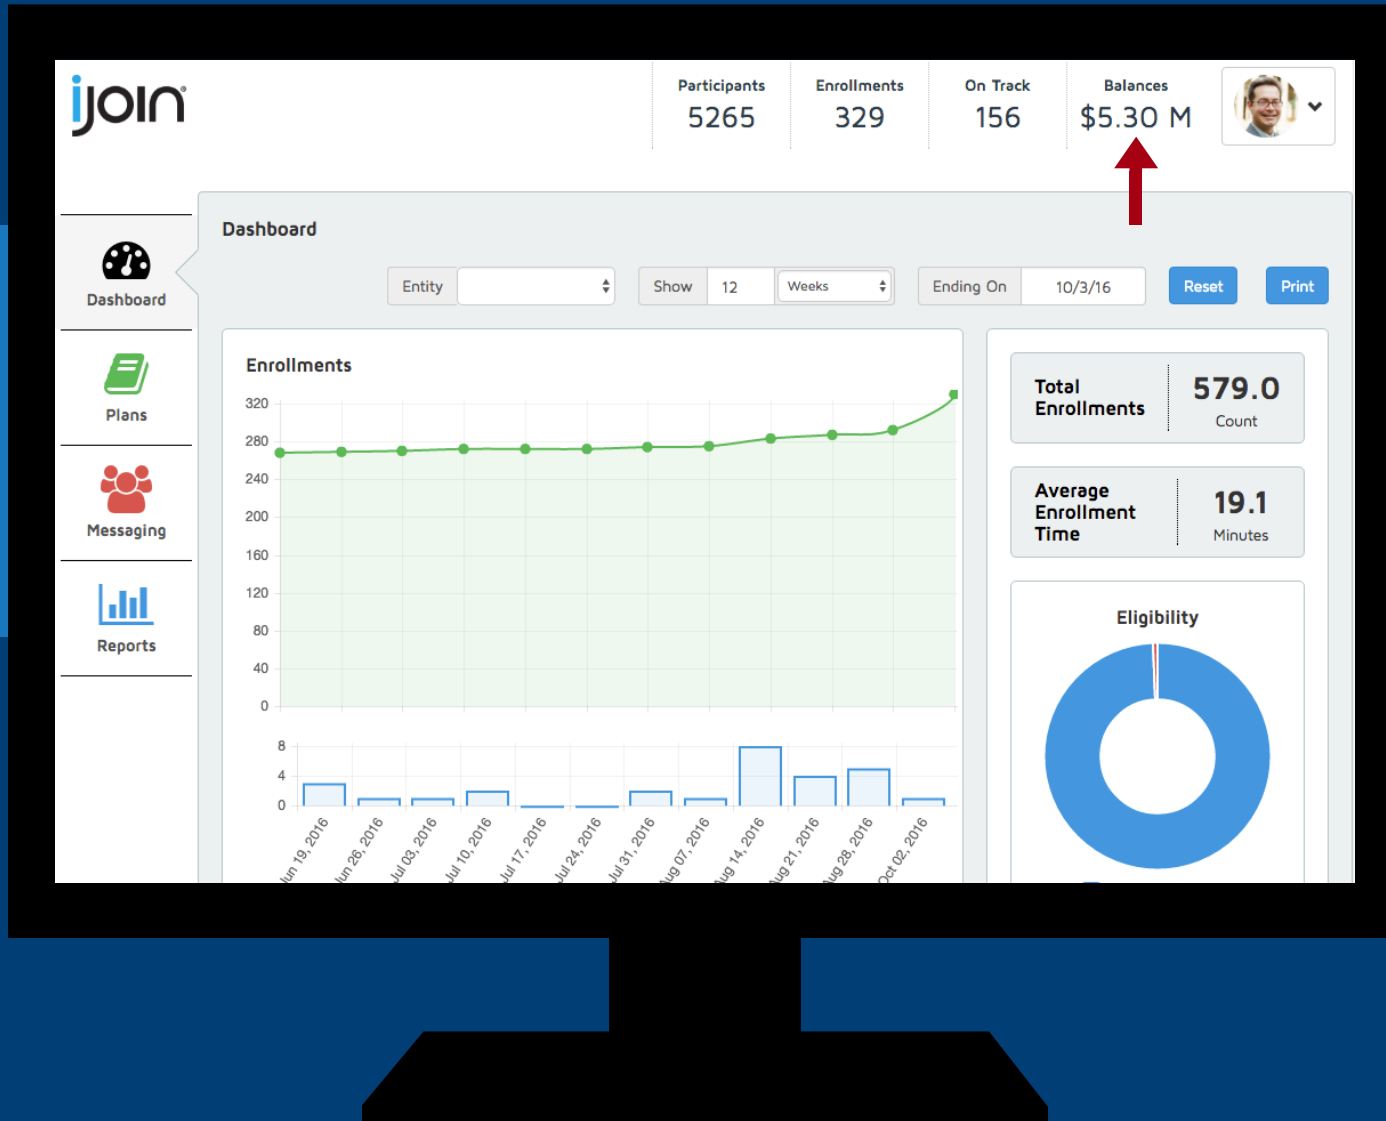 ijoin®
Participants
5265
Enrollments
329
On Track
156
Balances
$5.30 M
Dashboard
Plans
Messaging
Reports
Dashboard
Entity
Show 12 Weeks
Ending On 10/3/16
Reset
Print
Enrollments
320
280
240
200
160
120
80
40
0
8
4
0
Jun 19, 2016
Jun 26, 2016
Jul 03, 2016
Jul 10, 2016
Jul 17, 2016
Jul 24, 2016
Jul 31, 2016
Aug 07, 2016
Aug 14, 2016
Aug 21, 2016
Aug 28, 2016
Oct 02, 2016
Total
Enrollments
579.0
Count
Average
Enrollment
Time
19.1
Minutes
Eligibility